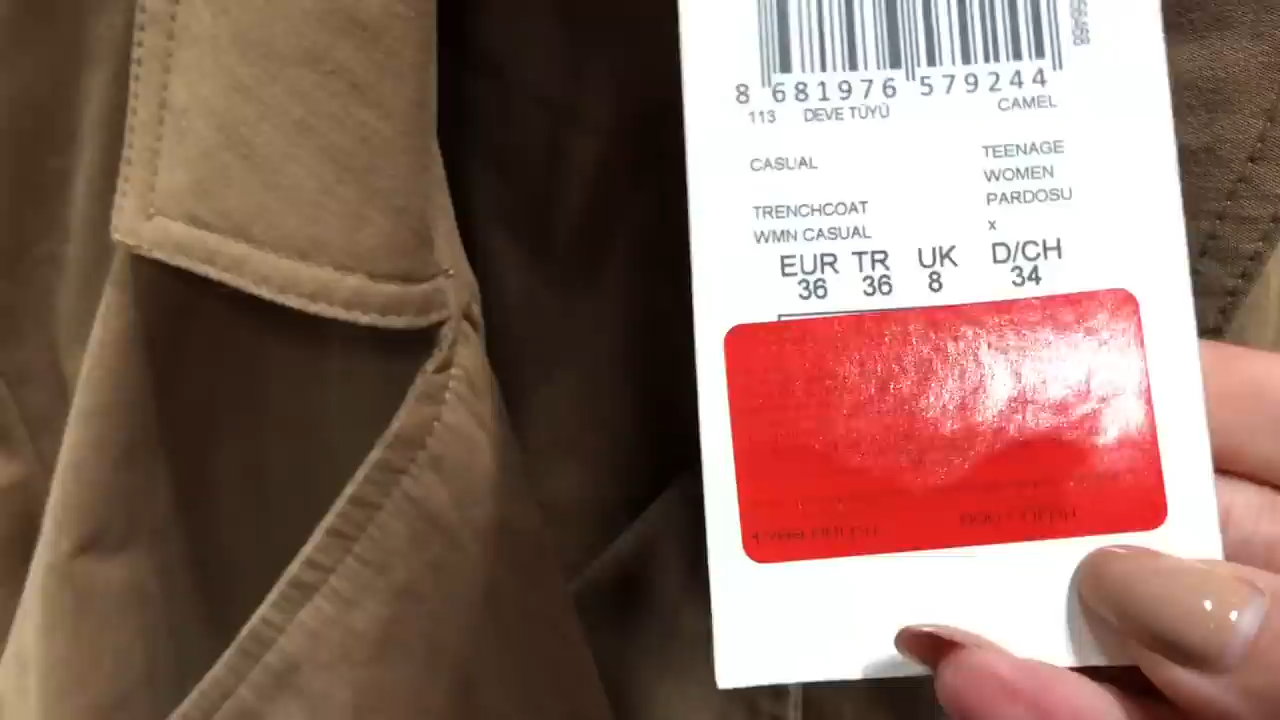 8 681976 579244
113 DEVE TÜYÜ CAMEL
CASUAL
TEENAGE
WOMEN
PARDOSU
x
TRENCHCOAT
WMN CASUAL
EUR TR UK D/CH
36 36 8 34